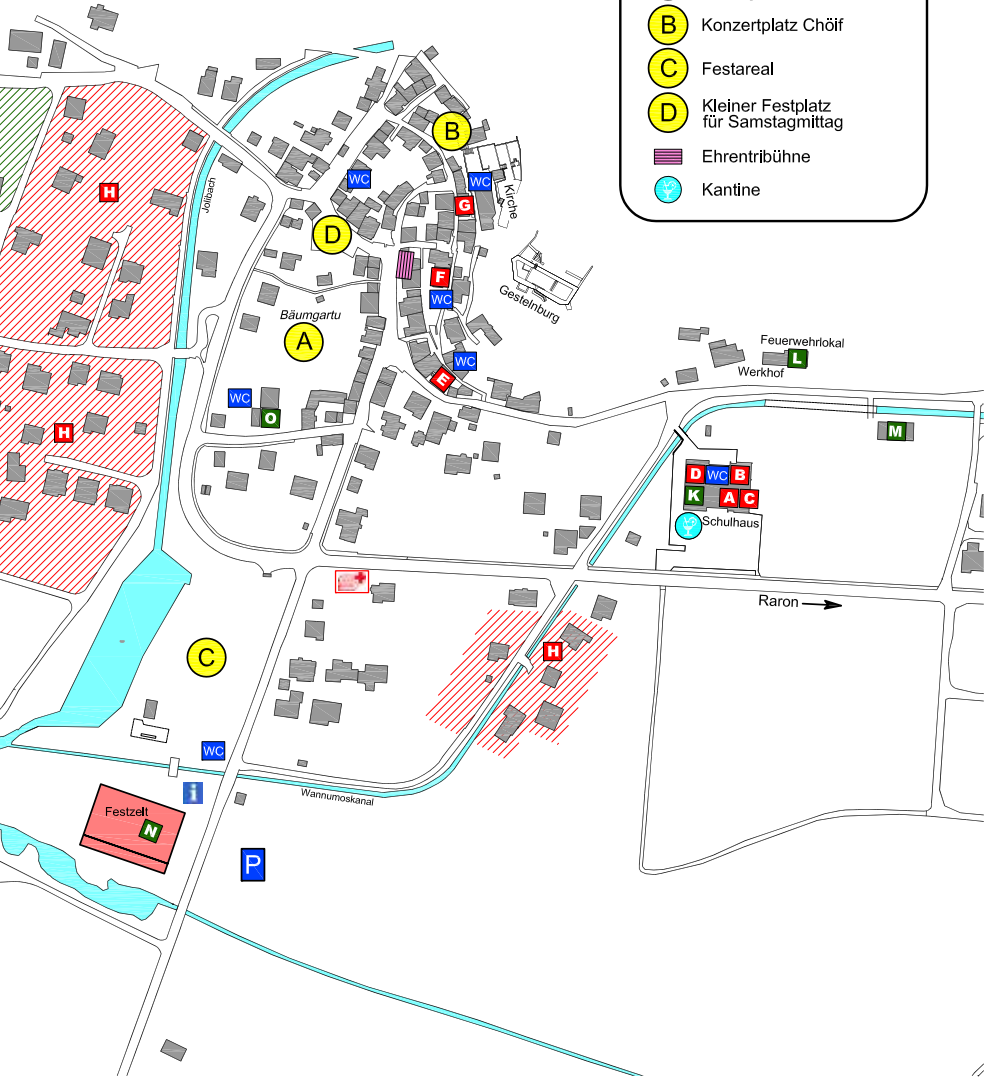 B
Konzertplatz Chöif
C
Festareal
D
Kleiner Festplatz
für Samstagmittag
Ehrentribühne
Kantine
B
WC
WC
H
Jolibach
Kirche
G
D
F
WC
Gestelnburg
Bäumgartu
A
WC
E
Feuerwehrlokal
L
Werkhof
WC
O
H
M
D
WC
B
K
A
C
Schulhaus
Raron
H
C
WC
i
Wannumoskanal
Festzelt
N
P